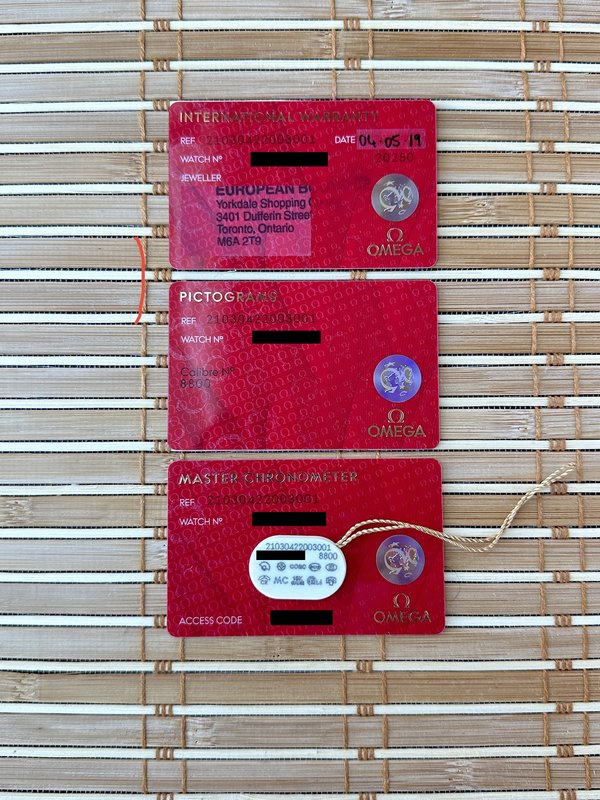 INTERNATIONAL WARRANTY
REF 21030422003001 DATE 04-05 19
WATCH Nº 20280
JEWELLER
EUROPEAN
Yorkdale Shopping
3401 Dufferin Street
Toronto, Ontario
M6A 2T9
Ω
OMEGA
PICTOGRAMS
REF 21030422003001
WATCH Nº
Calibre Nº
8800
Ω
OMEGA
MASTER CHRONOMETER
REF 21030422003001
WATCH Nº
21030422003001
8800
COSC
MC
ACCESS CODE
Ω
OMEGA